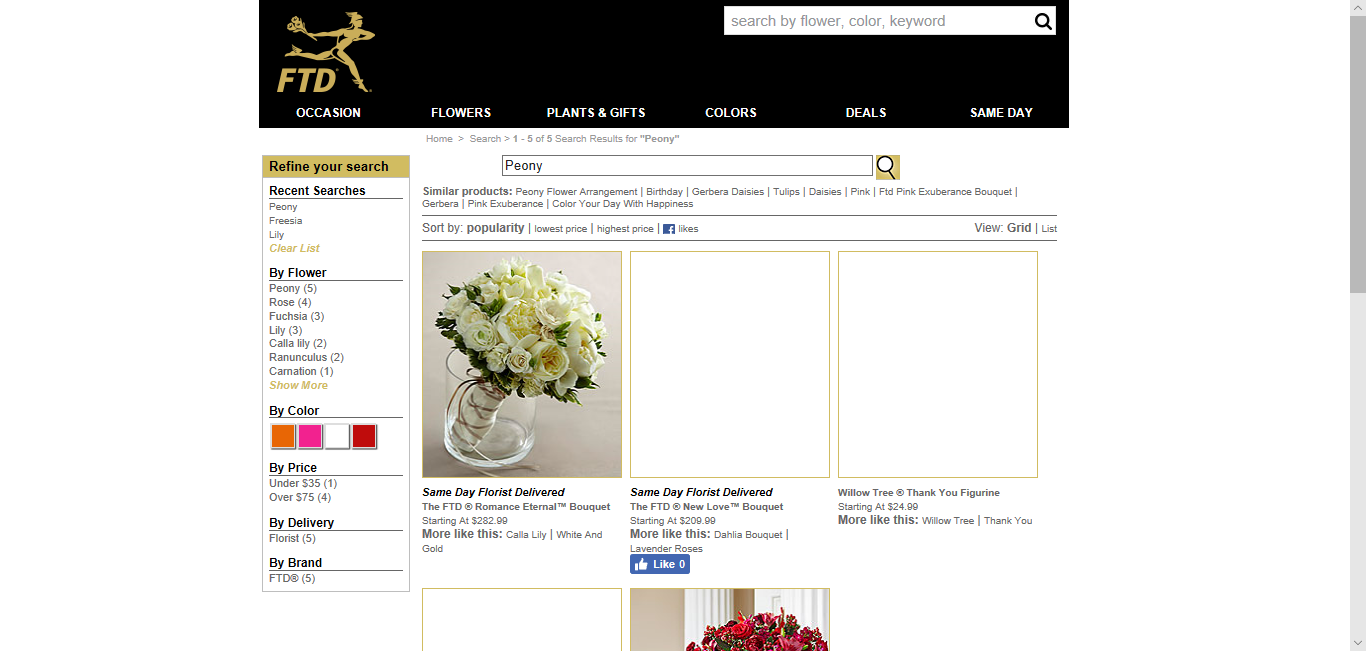 search by flower, color, keyword
FTD
OCCASION FLOWERS PLANTS & GIFTS COLORS DEALS SAME DAY
Home > Search > 1 - 5 of 5 Search Results for "Peony"
Refine your search
Recent Searches
Peony
Freesia
Lily
Clear List
By Flower
Peony (5)
Rose (4)
Fuchsia (3)
Lily (3)
Calla lily (2)
Ranunculus (2)
Carnation (1)
Show More
By Color
By Price
Under $35 (1)
Over $75 (4)
By Delivery
Florist (5)
By Brand
FTD® (5)
Peony
Similar products: Peony Flower Arrangement | Birthday | Gerbera Daisies | Tulips | Daisies | Pink | Ftd Pink Exuberance Bouquet |
Gerbera | Pink Exuberance | Color Your Day With Happiness
Sort by: popularity | lowest price | highest price | f likes View: Grid | List
Same Day Florist Delivered
The FTD ® Romance Eternal™ Bouquet
Starting At $282.99
More like this: Calla Lily | White And
Gold
Same Day Florist Delivered
The FTD ® New Love™ Bouquet
Starting At $209.99
More like this: Dahlia Bouquet |
Lavender Roses
Like 0
Willow Tree ® Thank You Figurine
Starting At $24.99
More like this: Willow Tree | Thank You